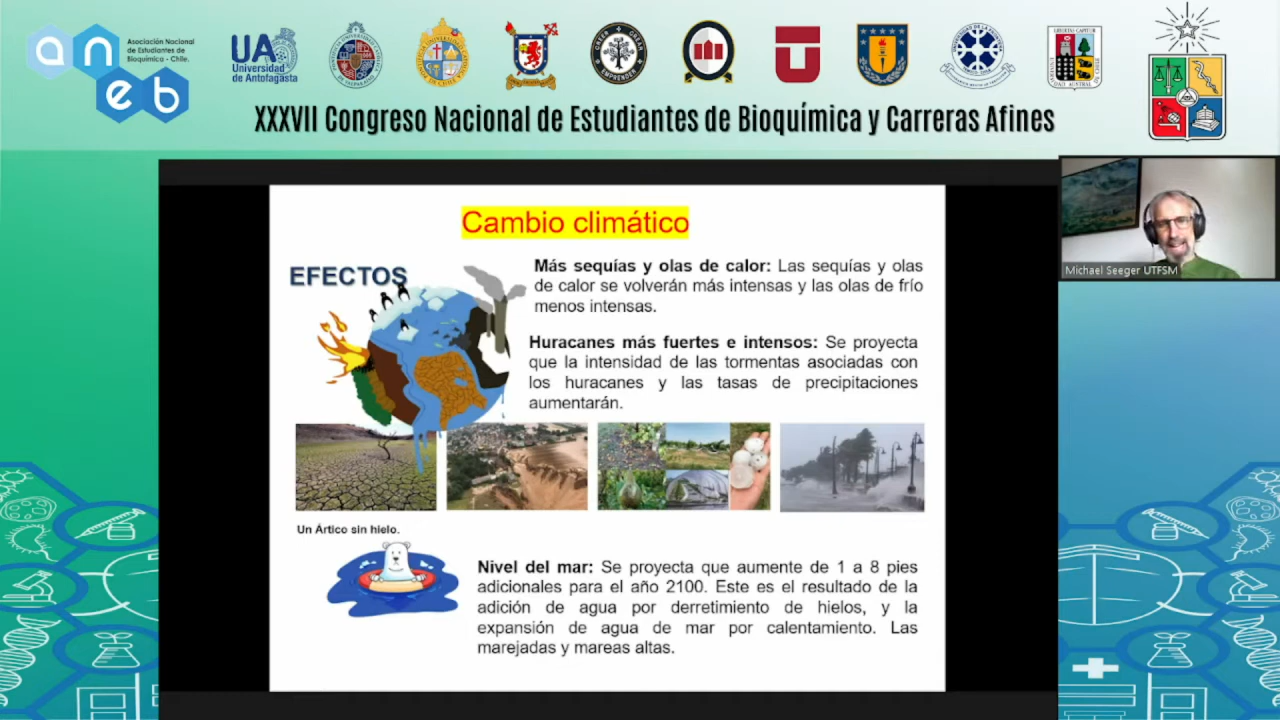 an
eb
Asociación Nacional
de Estudiantes de
Bioquímica - Chile.
UA
Universidad
de Antofagasta
XXXVII Congreso Nacional de Estudiantes de Bioquímica y Carreras Afines
Michael Seeger UTFSM
Cambio climático
EFECTOS
Más sequías y olas de calor: Las sequías y olas
de calor se volverán más intensas y las olas de frío
menos intensas.
Huracanes más fuertes e intensos: Se proyecta
que la intensidad de las tormentas asociadas con
los huracanes y las tasas de precipitaciones
aumentarán.
Un Ártico sin hielo.
Nivel del mar: Se proyecta que aumente de 1 a 8 pies
adicionales para el año 2100. Este es el resultado de la
adición de agua por derretimiento de hielos, y la
expansión de agua de mar por calentamiento. Las
marejadas y mareas altas.